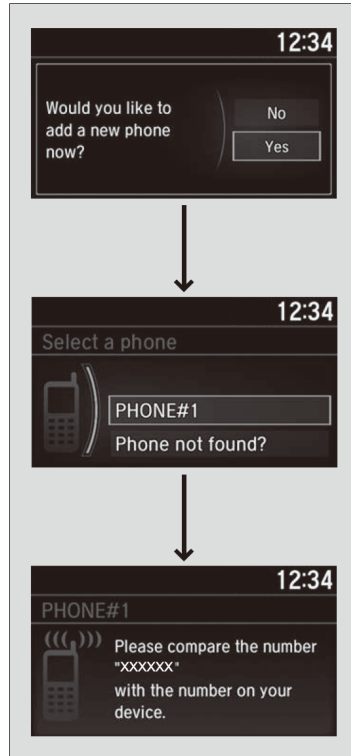 12:34
Would you like to
add a new phone
now?
No
Yes
12:34
Select a phone
PHONE#1
Phone not found?
12:34
PHONE#1
Please compare the number
"XXXXXX"
with the number on your
device.